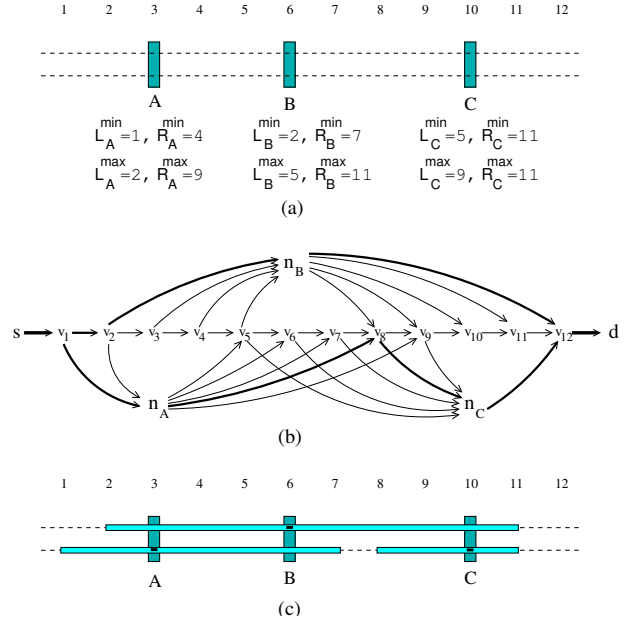 1 2 3 4 5 6 7 8 9 10 11 12
A B C
L_A^min=1, R_A^min=4 L_B^min=2, R_B^min=7 L_C^min=5, R_C^min=11
L_A^max=2, R_A^max=9 L_B^max=5, R_B^max=11 L_C^max=9, R_C^max=11
(a)
n_B
s v_1 v_2 v_3 v_4 v_5 v_6 v_7 v_8 v_9 v_10 v_11 v_12 d
n_A n_C
(b)
1 2 3 4 5 6 7 8 9 10 11 12
A B C
(c)